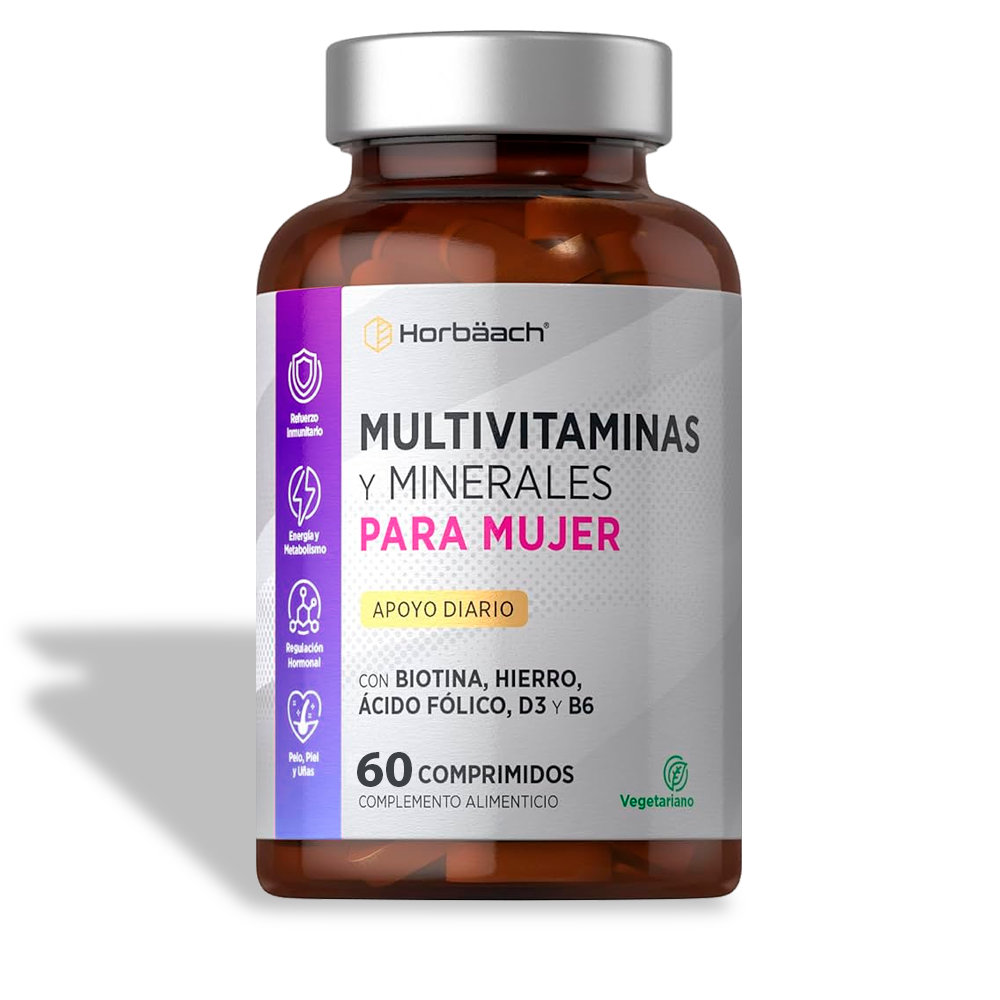 Horbäach®
MULTIVITAMINAS
Y MINERALES
PARA MUJER
APOYO DIARIO
CON BIOTINA, HIERRO,
ÁCIDO FÓLICO, D3 Y B6
60 COMPRIMIDOS
COMPLEMENTO ALIMENTICIO
Vegetariano
Refuerzo
Inmunitario
Energía y
Metabolismo
Regulación
Hormonal
Pelo, Piel
y Uñas